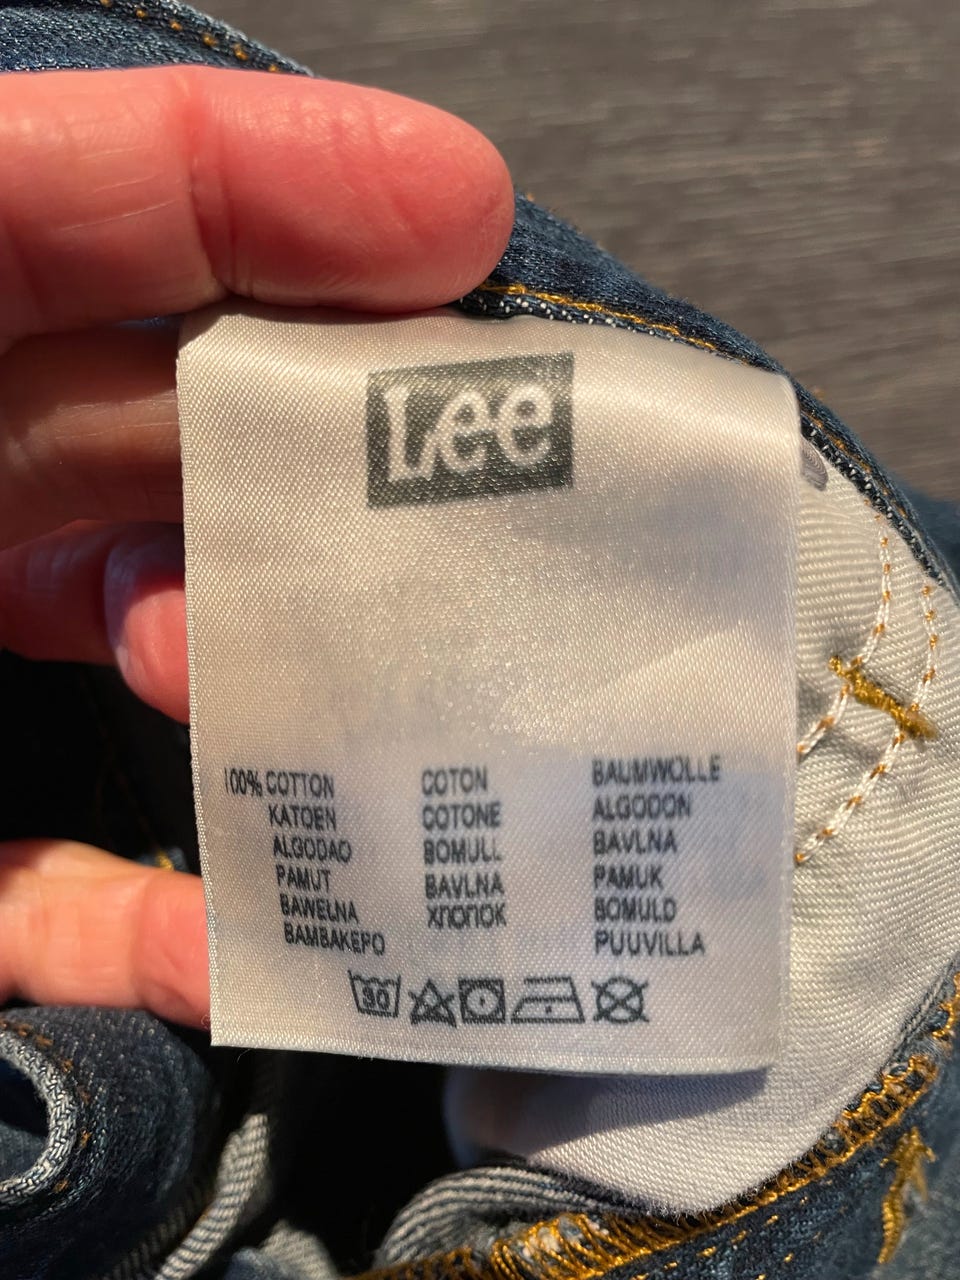 Lee
100% COTTON COTON BAUMWOLLE
KATOEN COTONE ALGODON
ALGODAO BOMULL BAVLNA
PAMUT BAVLNA PAMUK
BAWELNA ХЛОПОК BOMULD
BAMBAKEPO PUUVILLA
30